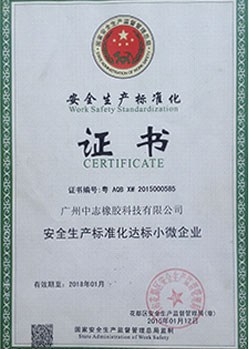 安全生产标准化
Work Safety Standardization
证书
CERTIFICATE
证书编号:粤 AQB XW 2015000585
广州中志橡胶科技有限公司
安全生产标准化达标小微企业
有效期至:2018年01月
花都区安全生产监督管理局(章)
2015年01月12日
国家安全生产监督管理总局监制
State Administration of Work Safety